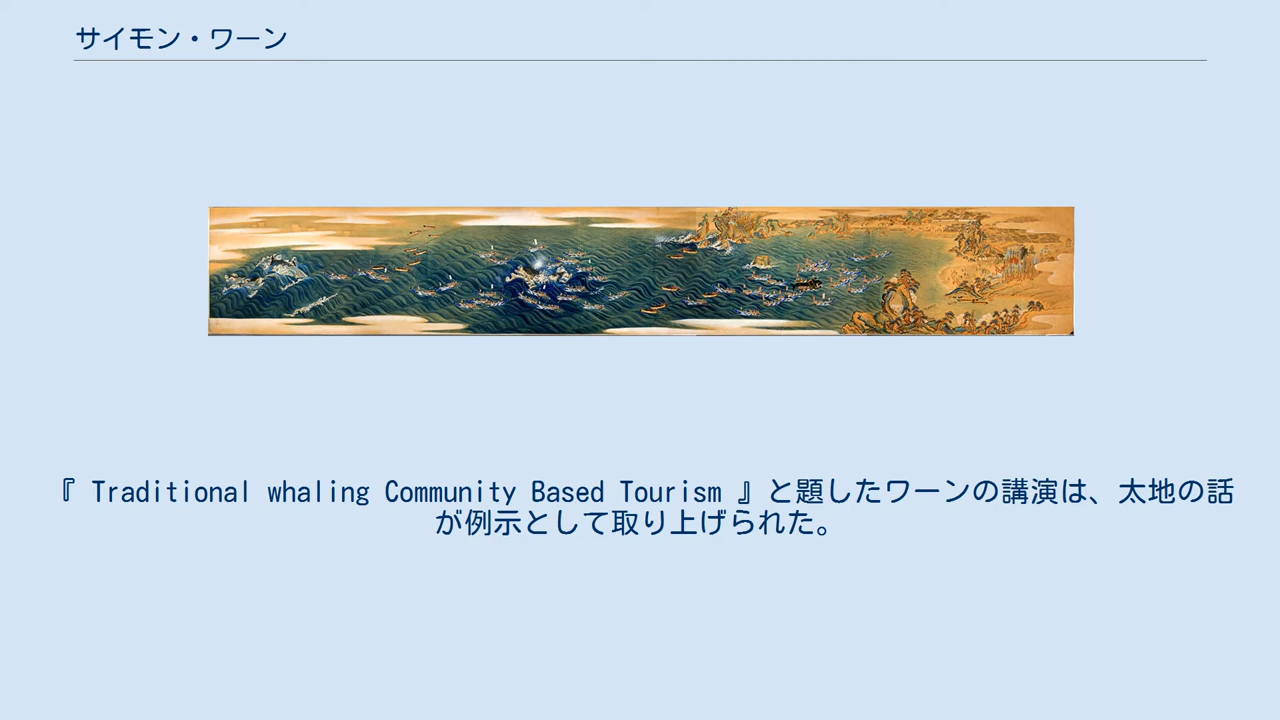 サイモン・ワーン
『 Traditional whaling Community Based Tourism 』と題したワーンの講演は、太地の話
が例示として取り上げられた。